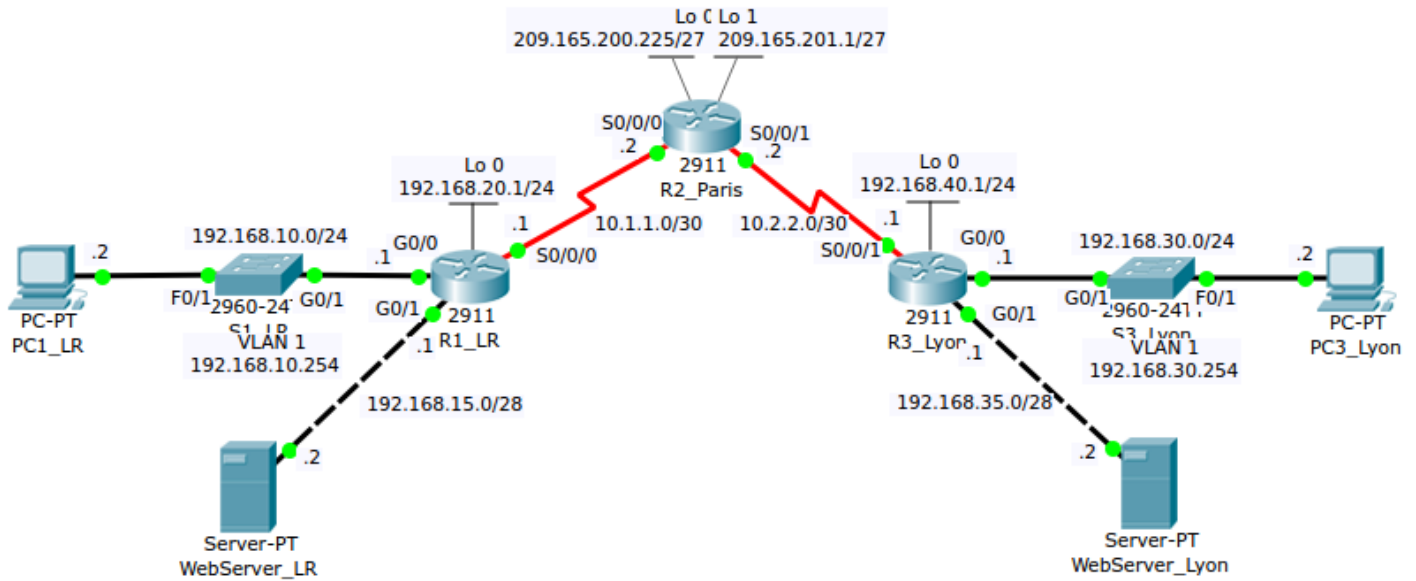 Lo 0 Lo 1
209.165.200.225/27 209.165.201.1/27
S0/0/0
.2
S0/0/1
.2
2911
R2_Paris
Lo 0
192.168.20.1/24
Lo 0
192.168.40.1/24
10.1.1.0/30
10.2.2.0/30
.1
S0/0/0
.1
S0/0/1
192.168.10.0/24
G0/0
.1
.2
F0/1
G0/1
2960-24
S1_LR
VLAN 1
192.168.10.254
PC-PT
PC1_LR
G0/1
.1
2911
R1_LR
192.168.15.0/28
.2
Server-PT
WebServer_LR
G0/0
.1
192.168.30.0/24
.2
2911
R3_Lyon
G0/1
.1
G0/1
F0/1
2960-24TT
S3_Lyon
VLAN 1
192.168.30.254
PC-PT
PC3_Lyon
192.168.35.0/28
.2
Server-PT
WebServer_Lyon